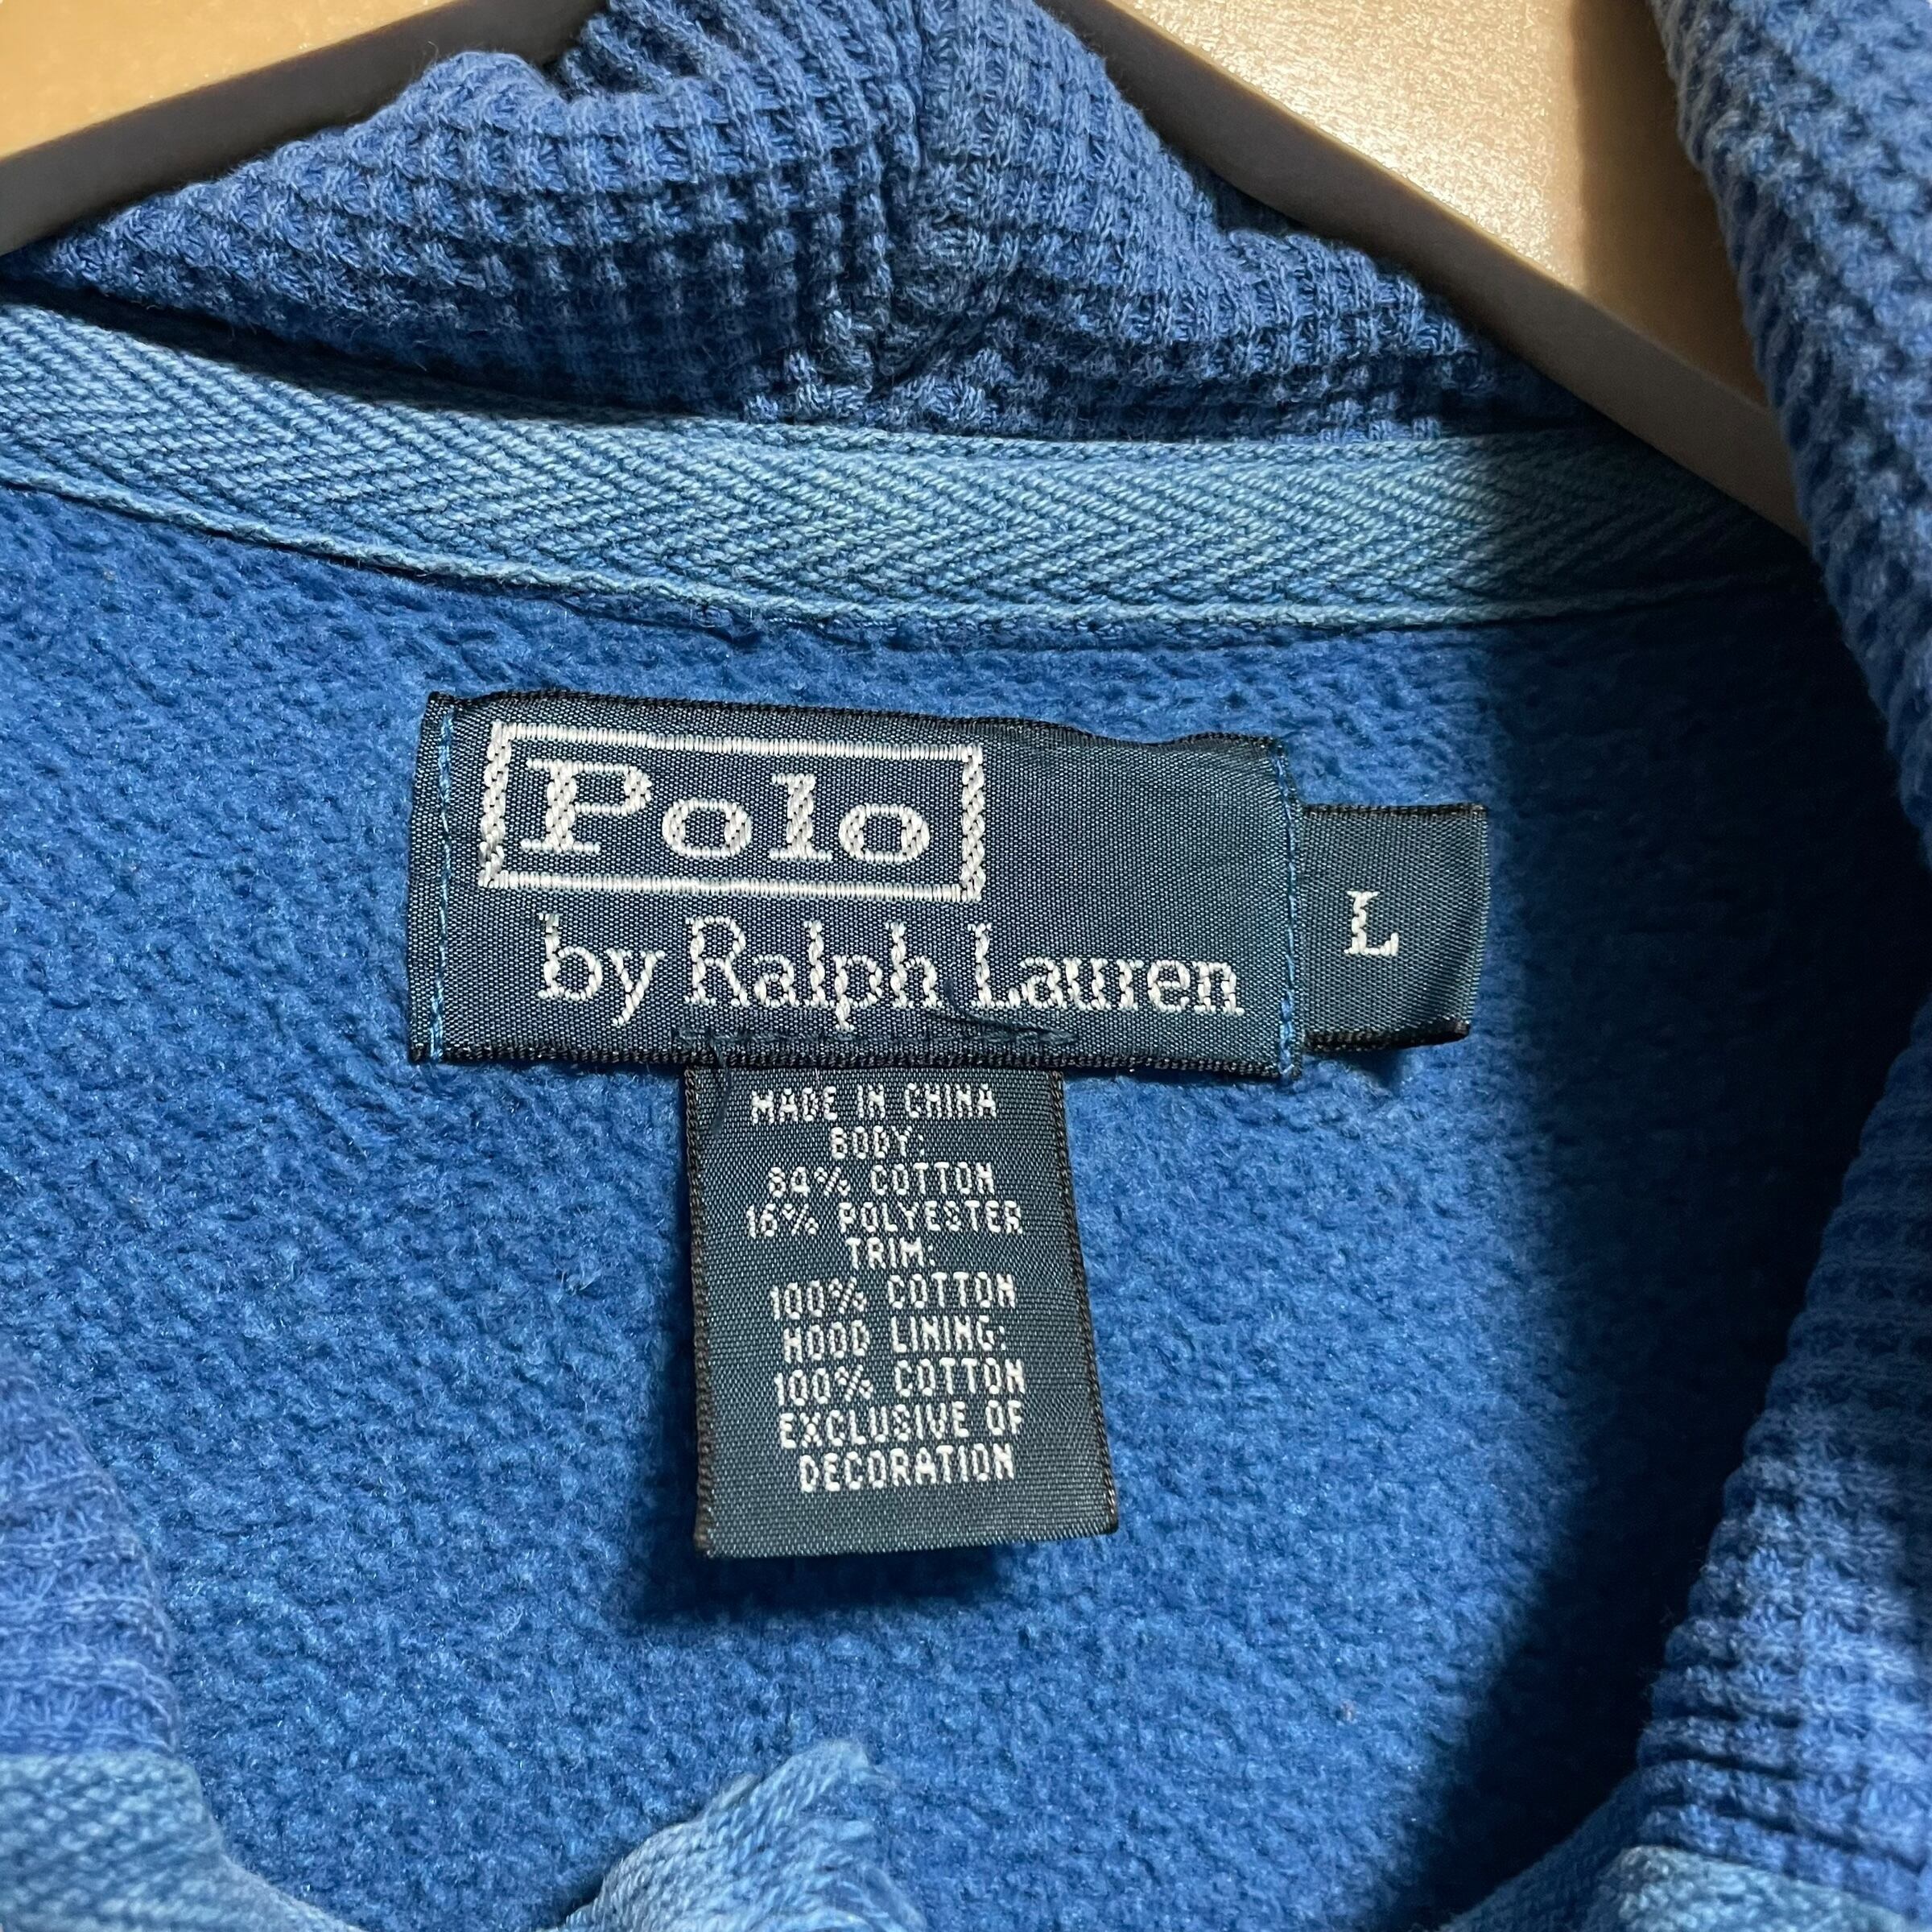 Polo
by Ralph Lauren
L
MADE IN CHINA
BODY:
84% COTTON
16% POLYESTER
TRIM:
100% COTTON
HOOD LINING:
100% COTTON
EXCLUSIVE OF
DECORATION